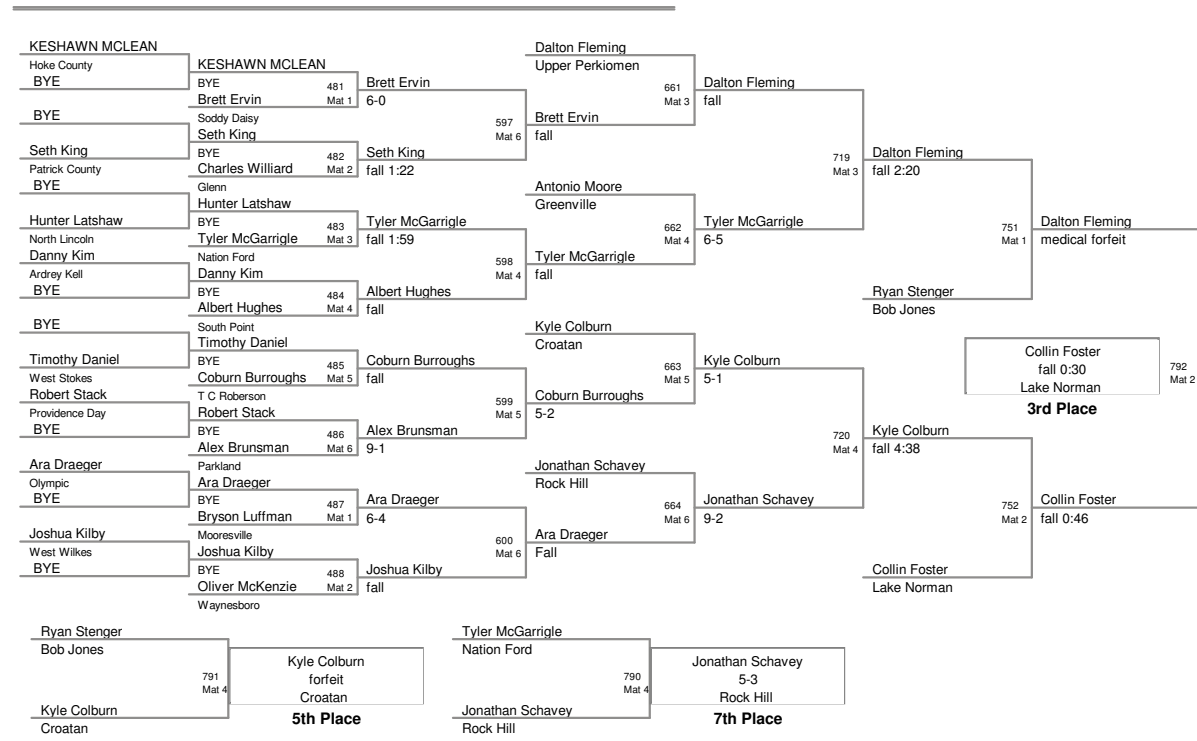 KESHAWN MCLEAN
Hoke County
BYE
BYE
Seth King
Patrick County
BYE
Hunter Latshaw
North Lincoln
Danny Kim
Ardrey Kell
BYE
BYE
Timothy Daniel
West Stokes
Robert Stack
Providence Day
BYE
Ara Draeger
Olympic
BYE
Joshua Kilby
West Wilkes
BYE
KESHAWN MCLEAN
BYE
481
Brett Ervin
Mat 1
Soddy Daisy
Seth King
BYE
482
Charles Williard
Mat 2
Glenn
Hunter Latshaw
BYE
483
Tyler McGarrigle
Mat 3
Nation Ford
Danny Kim
BYE
484
Albert Hughes
Mat 4
South Point
Timothy Daniel
BYE
485
Coburn Burroughs
Mat 5
T C Roberson
Robert Stack
BYE
486
Alex Brunsman
Mat 6
Parkland
Ara Draeger
BYE
487
Bryson Luffman
Mat 1
Mooresville
Joshua Kilby
BYE
488
Oliver McKenzie
Mat 2
Waynesboro
Brett Ervin
6-0
597
Mat 6
Seth King
fall 1:22
Tyler McGarrigle
fall 1:59
598
Mat 4
Albert Hughes
fall
Coburn Burroughs
fall
599
Mat 5
Alex Brunsman
9-1
Ara Draeger
6-4
600
Mat 6
Joshua Kilby
fall
Dalton Fleming
Upper Perkiomen
661
Mat 3
Brett Ervin
fall
Antonio Moore
Greenville
662
Mat 4
Tyler McGarrigle
fall
Kyle Colburn
Croatan
663
Mat 5
Coburn Burroughs
5-2
Jonathan Schavey
Rock Hill
664
Mat 6
Ara Draeger
Fall
Dalton Fleming
fall
719
Mat 3
Tyler McGarrigle
6-5
Kyle Colburn
5-1
720
Mat 4
Jonathan Schavey
9-2
Dalton Fleming
fall 2:20
751
Mat 1
Ryan Stenger
Bob Jones
Kyle Colburn
fall 4:38
752
Mat 2
Collin Foster
Lake Norman
Dalton Fleming
medical forfeit
Collin Foster
fall 0:30
Lake Norman
3rd Place
792
Mat 2
Collin Foster
fall 0:46
Ryan Stenger
Bob Jones
791
Mat 4
Kyle Colburn
Croatan
Kyle Colburn
forfeit
Croatan
5th Place
Tyler McGarrigle
Nation Ford
790
Mat 4
Jonathan Schavey
Rock Hill
Jonathan Schavey
5-3
Rock Hill
7th Place